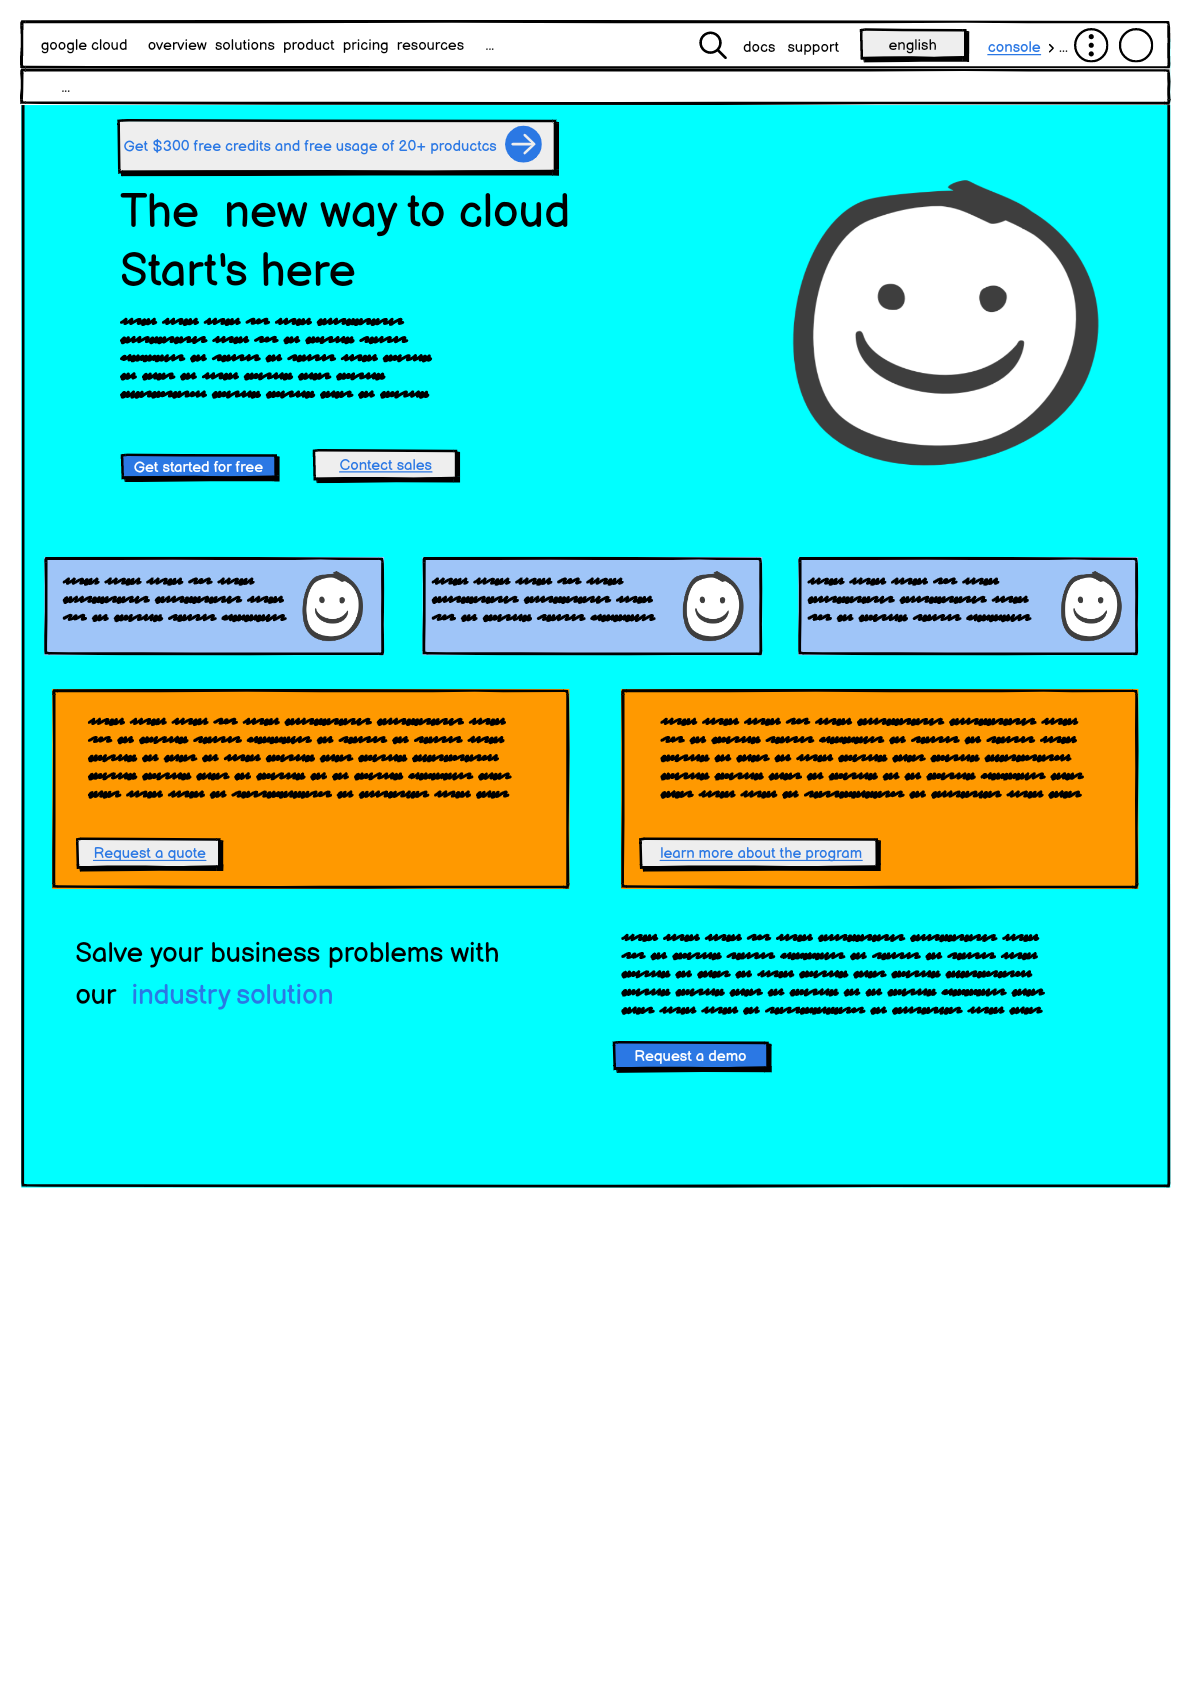 google cloud overview solutions product pricing resources ... docs support english console > ...
...
Get $300 free credits and free usage of 20+ productcs
The new way to cloud
Start's here
Get started for free Contect sales
Request a quote learn more about the program
Salve your business problems with
our industry solution
Request a demo